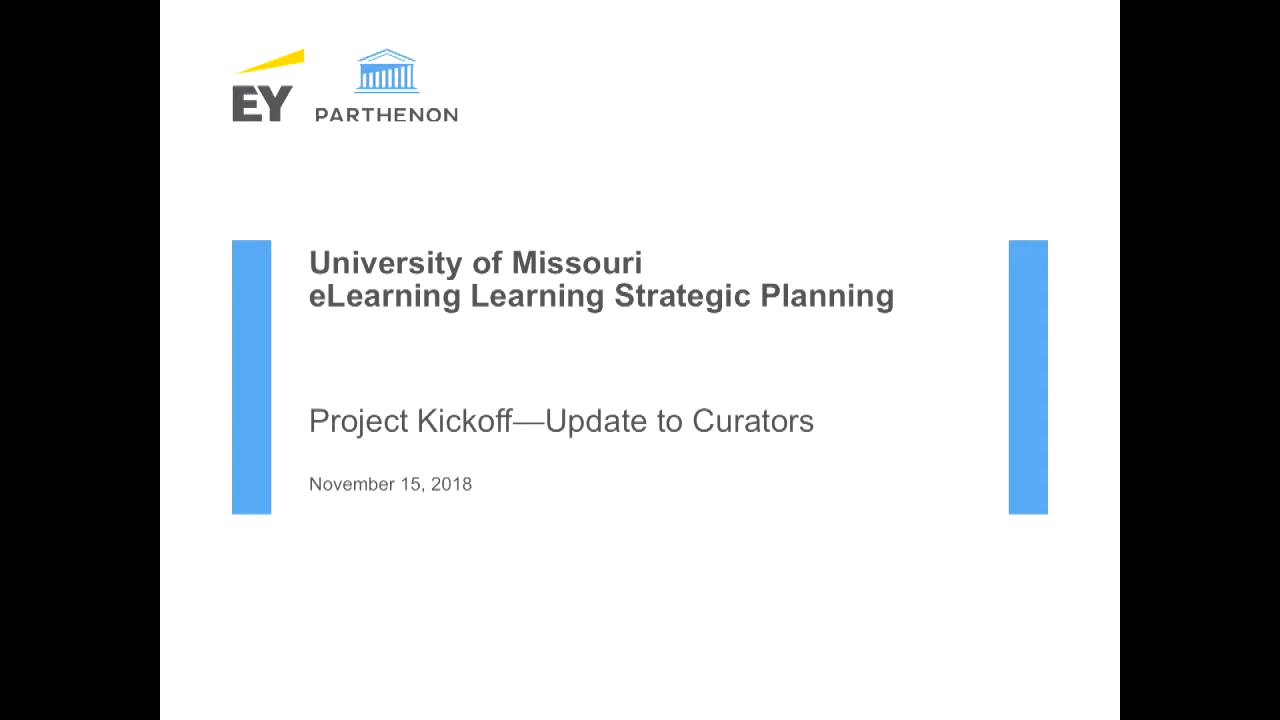 EY PARTHENON
University of Missouri
eLearning Learning Strategic Planning
Project Kickoff—Update to Curators
November 15, 2018